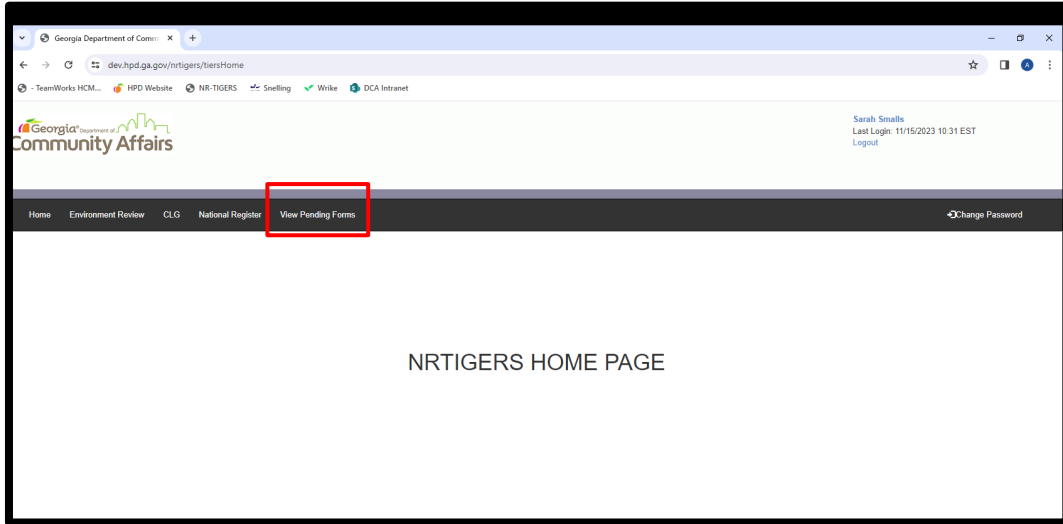 Georgia Department of Comm
dev.hpd.ga.gov/nrtigers/tiersHome
A
- TeamWorks HCM... HPD Website NR-TIGERS Snelling Wrike DCA Intranet
Georgia® Department of
Community Affairs
Sarah Smalls
Last Login: 11/15/2023 10:31 EST
Logout
Home Environment Review CLG National Register View Pending Forms Change Password
NRTIGERS HOME PAGE